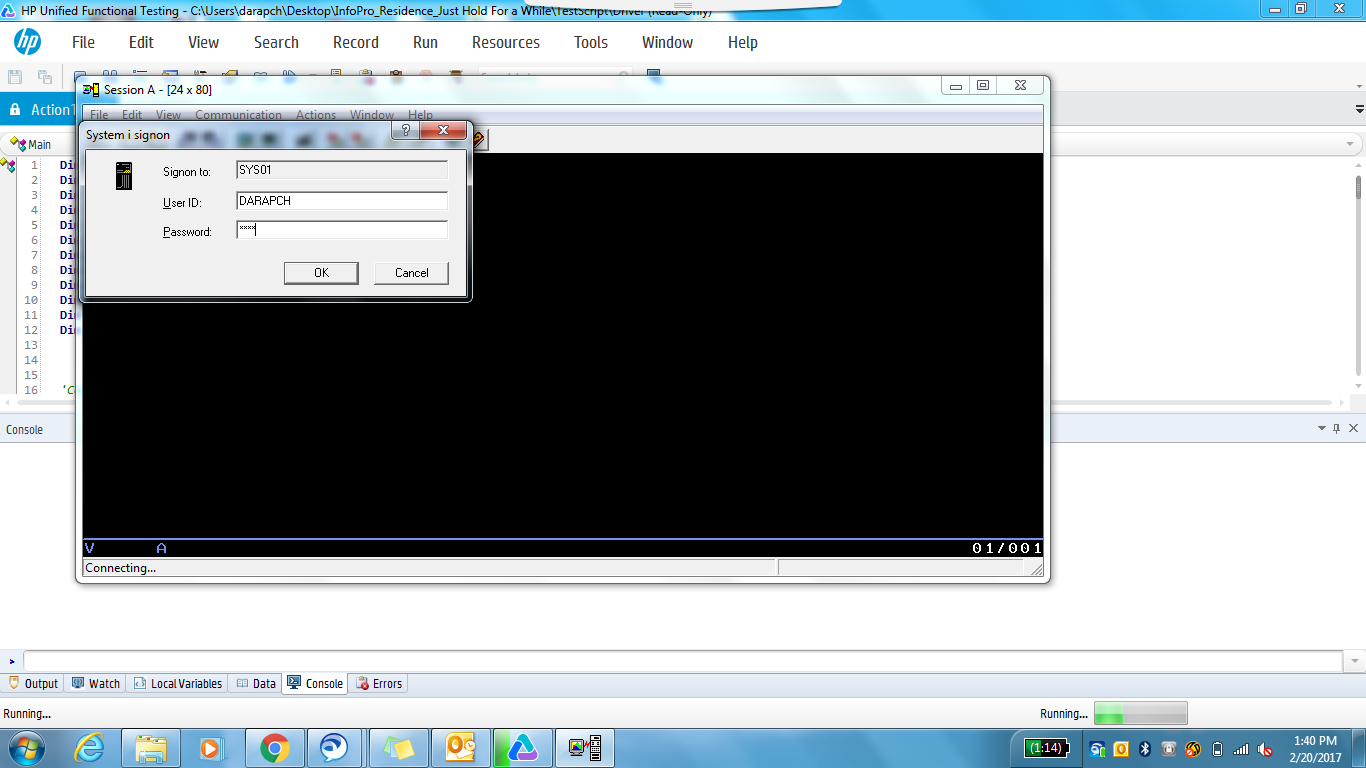 HP Unified Functional Testing - C:\Users\darapch\Desktop\InfoPro_Residence_Just Hold For a While\TestScript\Driver (Read-Only)
hp File Edit View Search Record Run Resources Tools Window Help
Session A - [24 x 80]
Action1
File Edit View Communication Actions Window Help
System i signon
Main
Signon to: SYS01
User ID: DARAPCH
Password: ****
OK Cancel
1 Di
2 Di
3 Di
4 Di
5 Di
6 Di
7 Di
8 Di
9 Di
10 Di
11 Di
12 Di
13
14
15
16 'C
Console
V A 01/001
Connecting...
>
Output Watch Local Variables Data Console Errors
Running... Running...
(1:14) 1:40 PM
2/20/2017